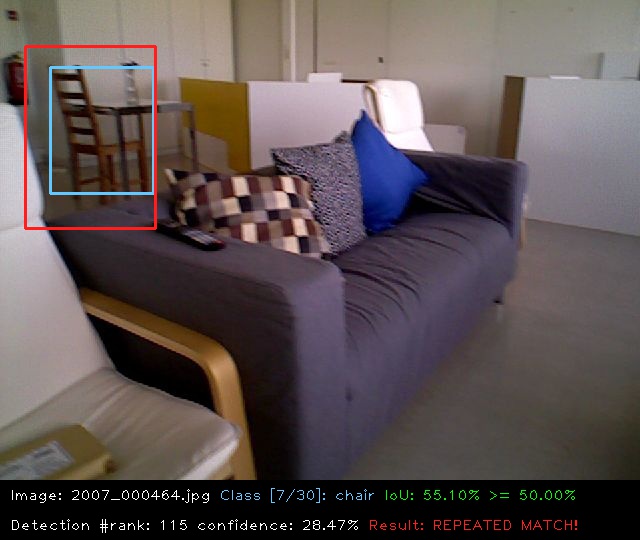 Image: 2007_000464.jpg Class [7/30]: chair IoU: 55.10% >= 50.00%
Detection #rank: 115 confidence: 28.47% Result: REPEATED MATCH!